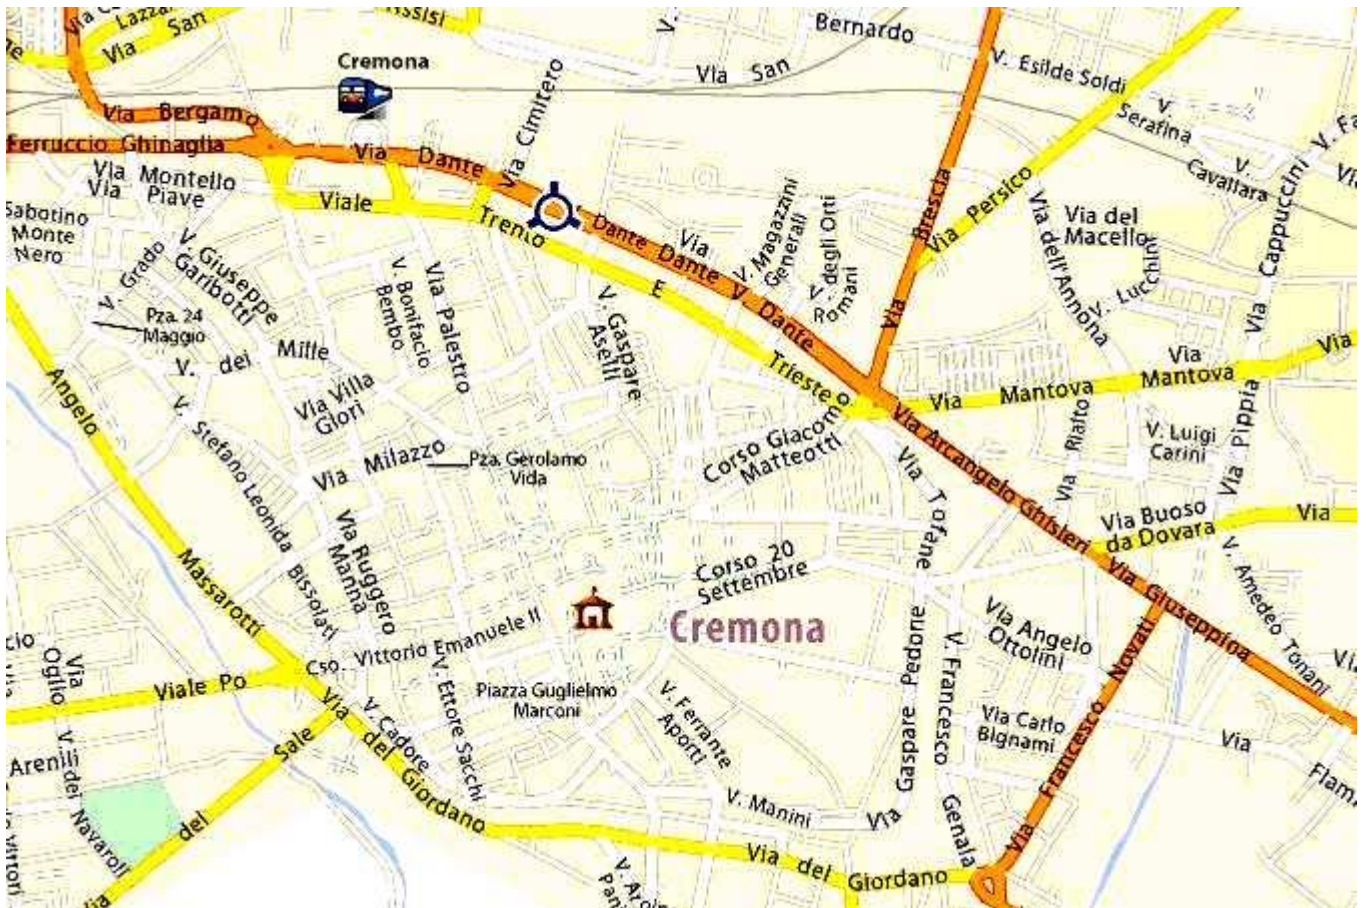 Via San
Assisi
Cremona
Via San
Bernardo
V. Esilde Soldi
V.
Serafina
V.
Cavallara
Via Bergamo
Ferruccio Ghinaglia
Via Dante
Via Cimitero
Via Montello
Via Piave
Viale
Trento
E
Trieste
Dante
Via
Dante
V. Dante
V. Magazzini
Generali
V. degli Orti
Romani
Via
Brescia
Via Persico
Via dell'Annona
Via del
Macello
V. Lucchini
Via Cappuccini
Sabotino
Monte
Nero
V. Grado
V. Giuseppe
Garibotti
Pza. 24
Maggio
V. dei Mille
V. Bonifacio
Bembo
Via Palestro
V. Gaspare
Aselli
Via Villa
Glori
Via Milazzo
Pza. Gerolamo
Vida
Corso Giacomo
Matteotti
Via Mantova
Via
Mantova
Via
Via Rialto
V. Luigi
Carini
Via Pippia
Via Arcangelo Ghisleri
Via Tofane
Via Buoso
da Dovara
Via
Angelo
Massarotti
V. Stefano Leonida
Bissolati
Via Ruggero
Manna
Corso 20
Settembre
Cremona
Via Giuseppina
V. Amedeo Tonani
Via Angelo
Ottolini
Via
Oglio
Viale Po
Cso. Vittorio Emanuele II
Piazza Guglielmo
Marconi
V. Ettore Sacchi
V. Cadore
V. Ferrante
Aporti
Via Gaspare Pedone
V. Francesco
Genala
Via Carlo
Bignami
Via Francesco Novati
Via
Arenili
V. dei Navaroli
del Sale
Via del Giordano
V. Manini
Via del Giordano